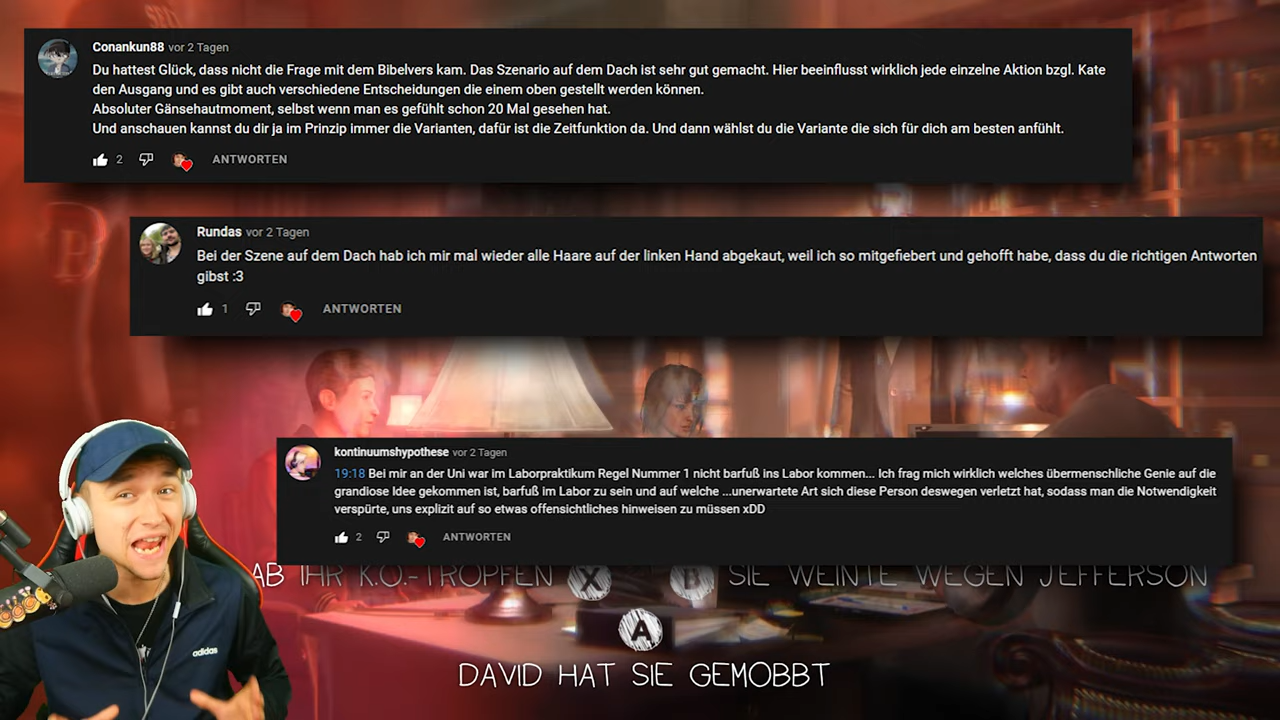 Conankun88 vor 2 Tagen
Du hattest Glück, dass nicht die Frage mit dem Bibelvers kam. Das Szenario auf dem Dach ist sehr gut gemacht. Hier beeinflusst wirklich jede einzelne Aktion bzgl. Kate
den Ausgang und es gibt auch verschiedene Entscheidungen die einem oben gestellt werden können.
Absoluter Gänsehautmoment, selbst wenn man es gefühlt schon 20 Mal gesehen hat.
Und anschauen kannst du dir ja im Prinzip immer die Varianten, dafür ist die Zeitfunktion da. Und dann wählst du die Variante die sich für dich am besten anfühlt.
2 ANTWORTEN
Rundas vor 2 Tagen
Bei der Szene auf dem Dach hab ich mir mal wieder alle Haare auf der linken Hand abgekaut, weil ich so mitgefiebert und gehofft habe, dass du die richtigen Antworten
gibst :3
1 ANTWORTEN
kontinuumshypothese vor 2 Tagen
19:18 Bei mir an der Uni war im Laborpraktikum Regel Nummer 1 nicht barfuß ins Labor kommen... Ich frag mich wirklich welches übermenschliche Genie auf die
grandiose Idee gekommen ist, barfuß im Labor zu sein und auf welche ...unerwartete Art sich diese Person deswegen verletzt hat, sodass man die Notwendigkeit
verspürte, uns explizit auf so etwas offensichtliches hinweisen zu müssen xDD
2 ANTWORTEN
AB IHR K.O.-TROPFEN X B SIE WEINTE WEGEN JEFFERSON
A
DAVID HAT SIE GEMOBBT
adidas